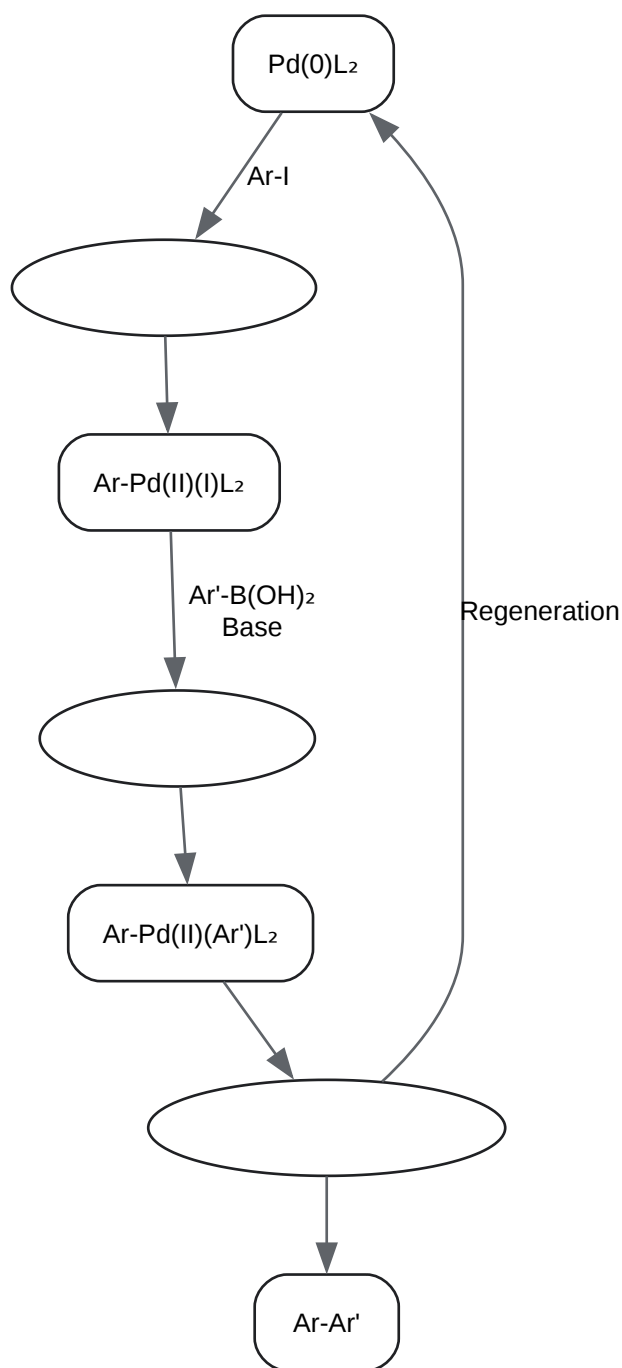 Pd(0)L₂
Ar-I
Ar-Pd(II)(I)L₂
Ar'-B(OH)₂
Base
Regeneration
Ar-Pd(II)(Ar')L₂
Ar-Ar'